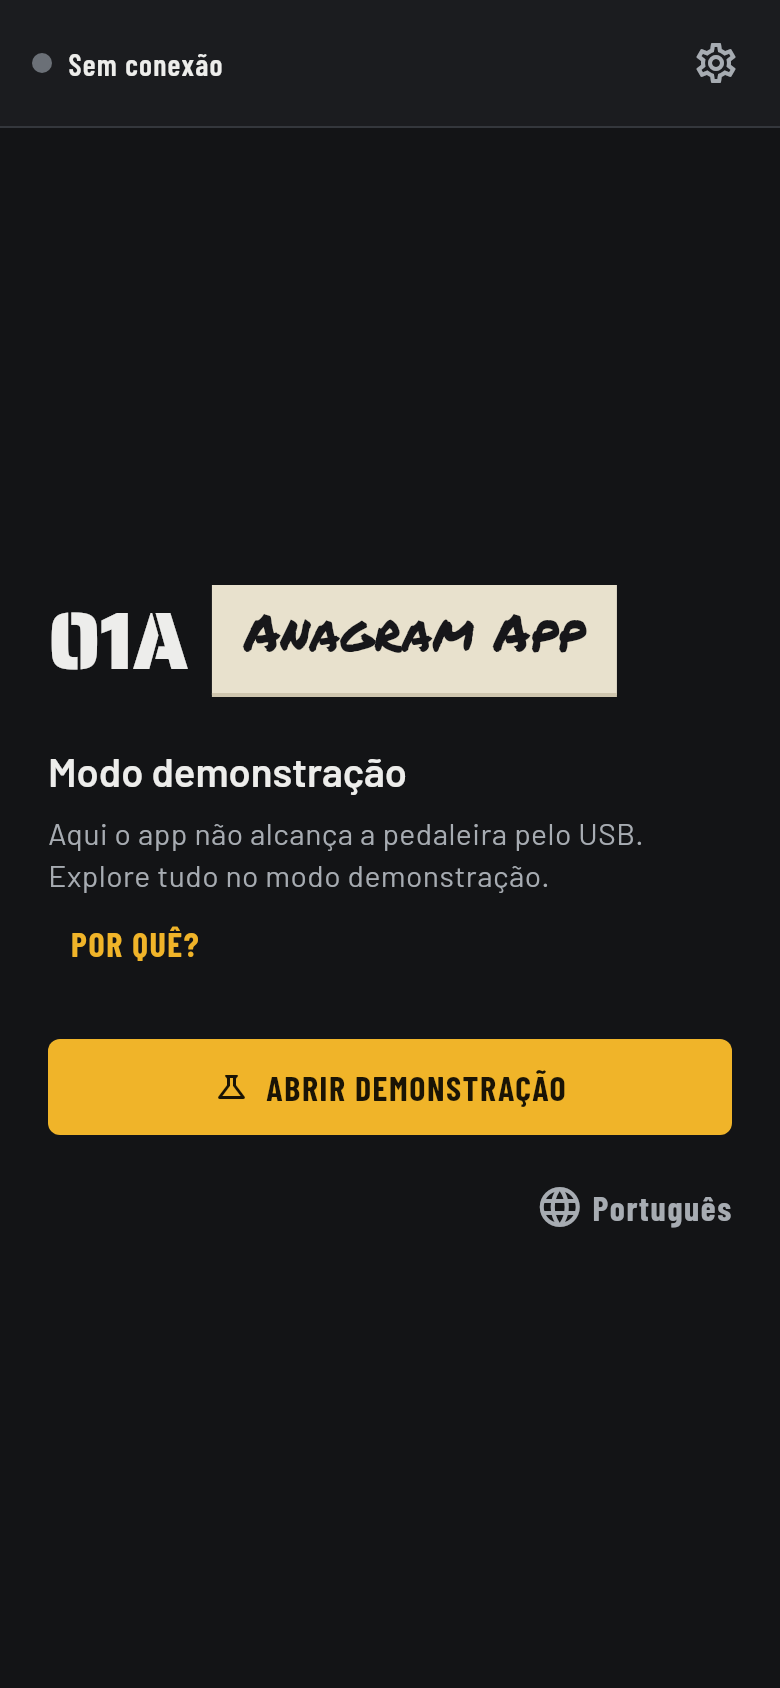 Sem conexão
01A
Anagram App
Modo demonstração
Aqui o app não alcança a pedaleira pelo USB.
Explore tudo no modo demonstração.
POR QUÊ?
ABRIR DEMONSTRAÇÃO
Português